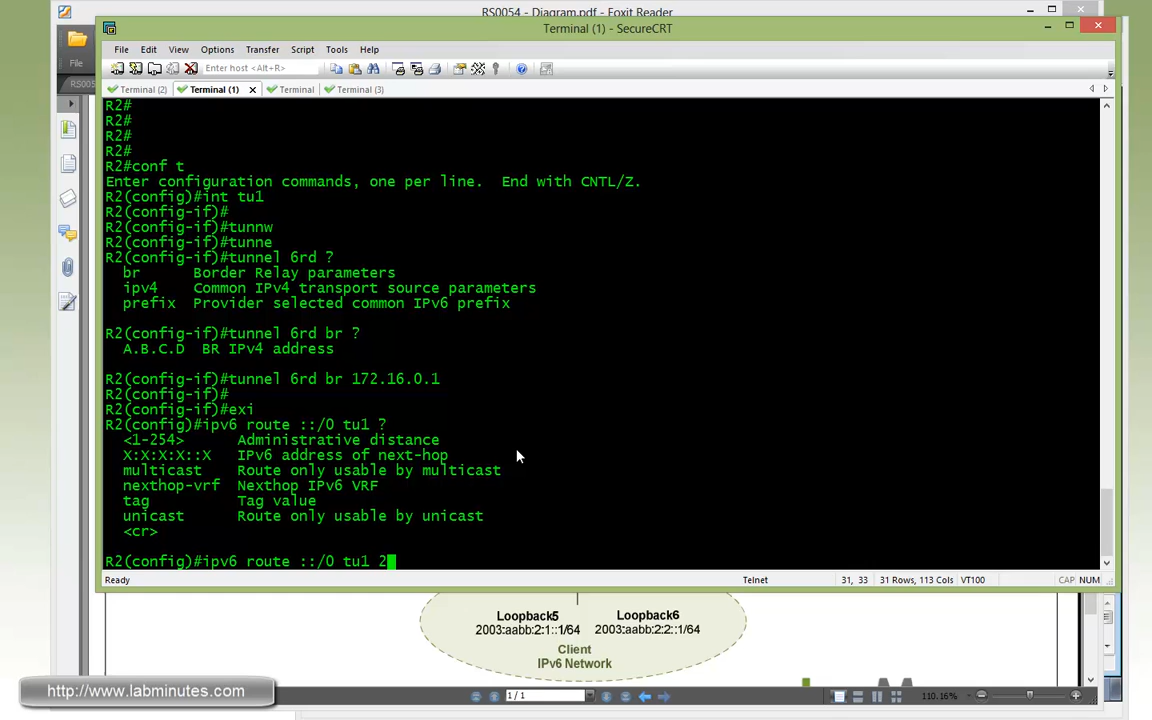 RS0054 - Diagram.pdf - Foxit Reader
Terminal (1) - SecureCRT
File Edit View Options Transfer Script Tools Help
File
Enter host <Alt+R>
RS005
Terminal (2) Terminal (1) Terminal Terminal (3)
R2#
R2#
R2#
R2#
R2#conf t
Enter configuration commands, one per line.  End with CNTL/Z.
R2(config)#int tu1
R2(config-if)#
R2(config-if)#tunnw
R2(config-if)#tunne
R2(config-if)#tunnel 6rd ?
br Border Relay parameters
ipv4 Common IPv4 transport source parameters
prefix Provider selected common IPv6 prefix
R2(config-if)#tunnel 6rd br ?
A.B.C.D BR IPv4 address
R2(config-if)#tunnel 6rd br 172.16.0.1
R2(config-if)#
R2(config-if)#exi
R2(config)#ipv6 route ::/0 tu1 ?
<1-254> Administrative distance
X:X:X:X::X IPv6 address of next-hop
multicast Route only usable by multicast
nexthop-vrf Nexthop IPv6 VRF
tag Tag value
unicast Route only usable by unicast
<cr>
R2(config)#ipv6 route ::/0 tu1 2
Ready Telnet 31, 33 31 Rows, 113 Cols VT100 CAP NUM
Loopback5 Loopback6
2003:aabb:2:1::1/64 2003:aabb:2:2::1/64
Client
IPv6 Network
http://www.labminutes.com
1 / 1
110.16%